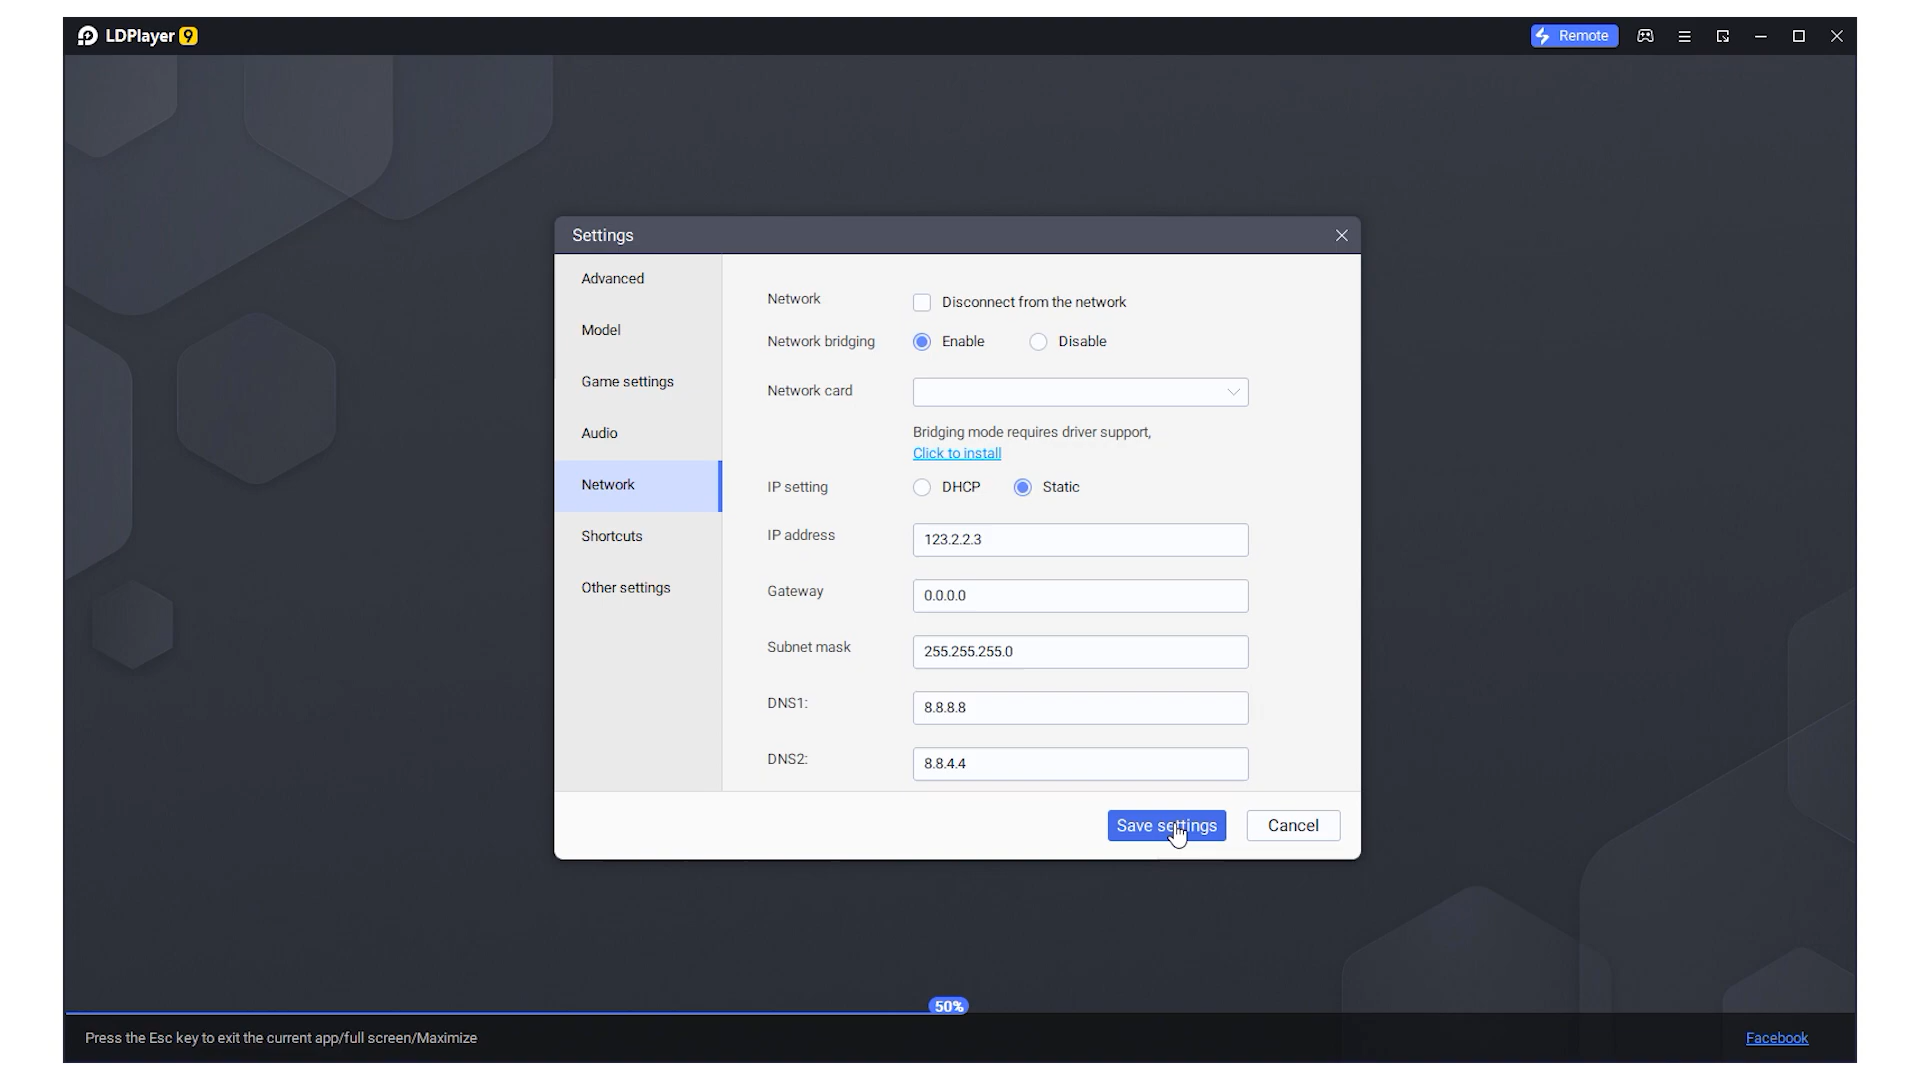 LDPlayer 9
Remote
Settings
Advanced
Model
Game settings
Audio
Network
Shortcuts
Other settings
Network
Disconnect from the network
Network bridging
Enable
Disable
Network card
Bridging mode requires driver support,
Click to install
IP setting
DHCP
Static
IP address
123.2.2.3
Gateway
0.0.0.0
Subnet mask
255.255.255.0
DNS1:
8.8.8.8
DNS2:
8.8.4.4
Save settings
Cancel
50%
Press the Esc key to exit the current app/full screen/Maximize
Facebook